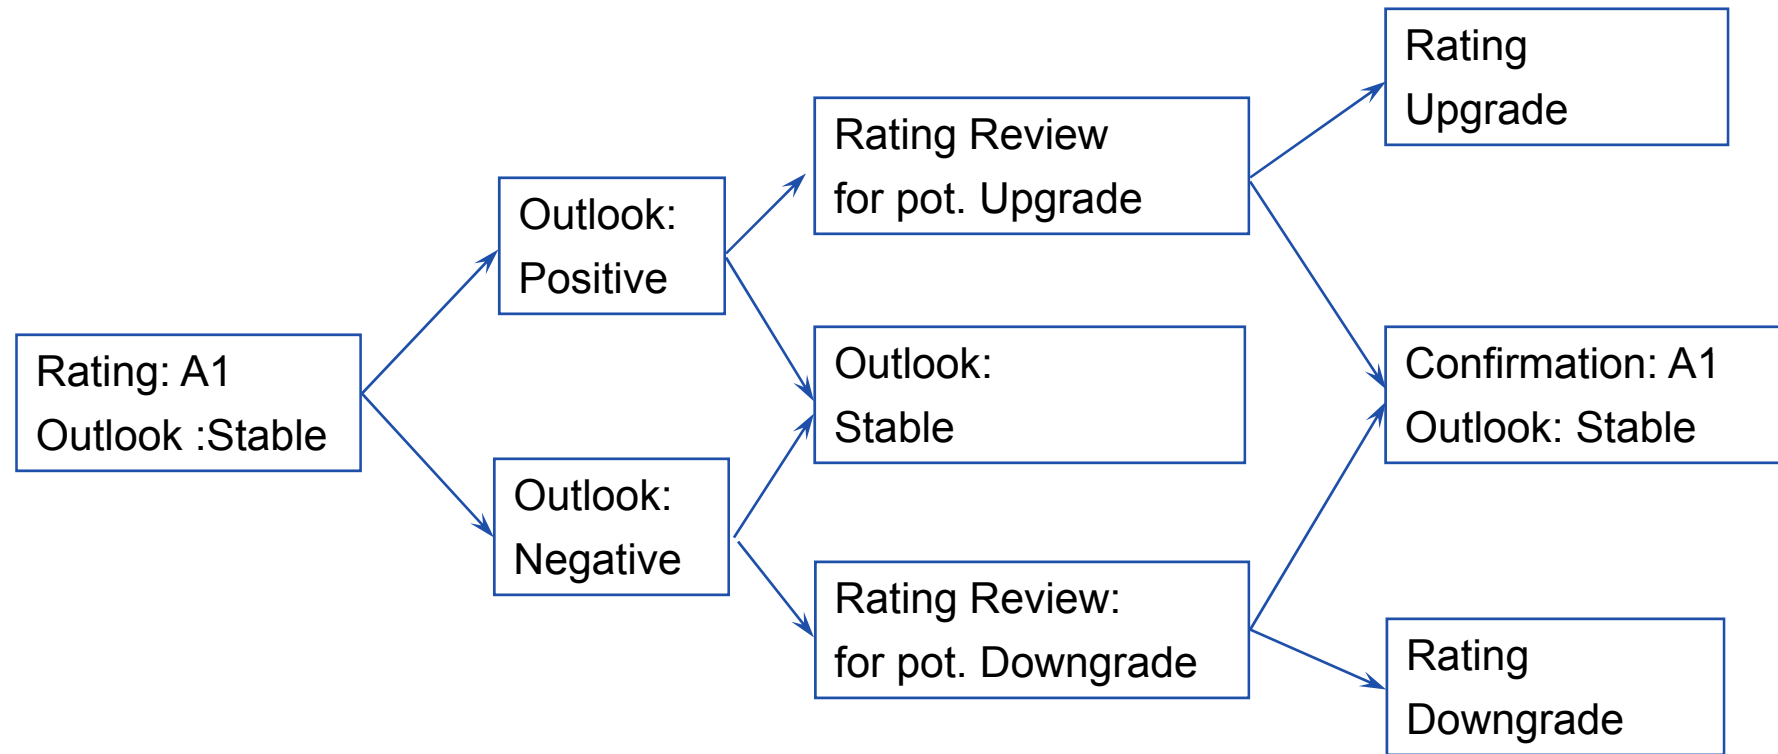 Rating: A1
Outlook :Stable
Outlook:
Positive
Outlook:
Negative
Rating Review
for pot. Upgrade
Outlook:
Stable
Rating Review:
for pot. Downgrade
Rating
Upgrade
Confirmation: A1
Outlook: Stable
Rating
Downgrade